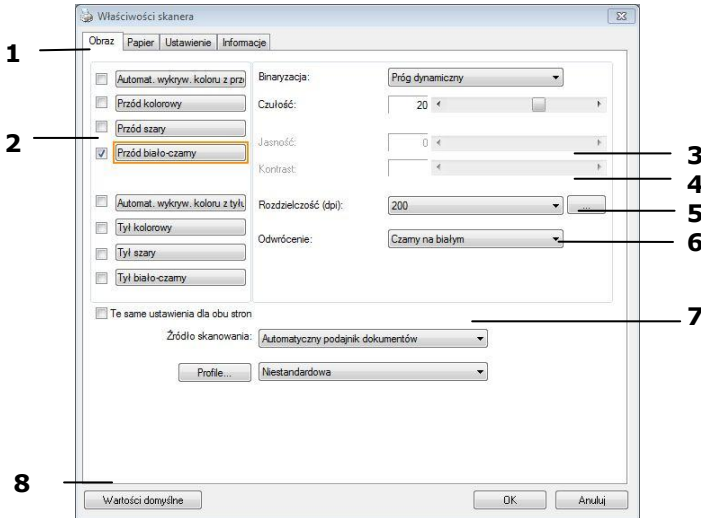 Właściwości skanera
Obraz Papier Ustawienie Informacje
1
Automat. wykryw. koloru z prz
Binaryzacja: Próg dynamiczny
Przód kolorowy
Czułość: 20
Przód szary
2
Jasność: 0
3
Przód biało-czarny
Kontrast:
4
Automat. wykryw. koloru z tyłu
Rozdzielczość (dpi): 200 ...
5
Tył kolorowy
Odwrócenie: Czarny na białym
6
Tył szary
Tył biało-czarny
Te same ustawienia dla obu stron
7
Źródło skanowania: Automatyczny podajnik dokumentów
Profile... Niestandardowa
8
Wartości domyślne OK Anuluj